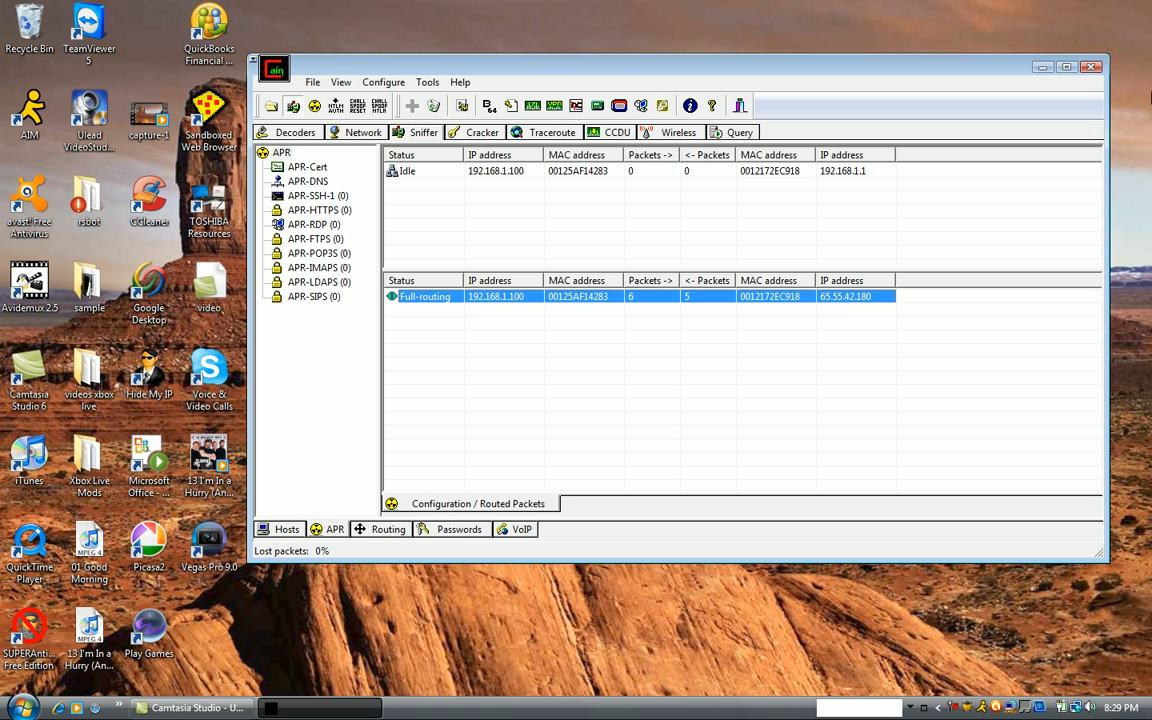 Recycle Bin
TeamViewer
5
QuickBooks
Financial ...
AIM
Ulead
VideoStud...
capture-1
Sandboxed
Web Browser
avast! Free
Antivirus
rsbot
CCleaner
TOSHIBA
Resources
Avidemux 2.5
sample
Google
Desktop
video
Camtasia
Studio 6
videos xbox
live
Hide My IP
Voice &
Video Calls
iTunes
Xbox Live
Mods
Microsoft
Office - ...
13 I'm In a
Hurry (An...
QuickTime
Player
01 Good
Morning
Picasa2
Vegas Pro 9.0
SUPERAnti...
Free Edition
13 I'm In a
Hurry (An...
Play Games
Cain
File View Configure Tools Help
Decoders Network Sniffer Cracker Traceroute CCDU Wireless Query
APR
APR-Cert
APR-DNS
APR-SSH-1 (0)
APR-HTTPS (0)
APR-RDP (0)
APR-FTPS (0)
APR-POP3S (0)
APR-IMAPS (0)
APR-LDAPS (0)
APR-SIPS (0)
Status IP address MAC address Packets -> <- Packets MAC address IP address
Idle 192.168.1.100 00125AF14283 0 0 0012172EC918 192.168.1.1
Status IP address MAC address Packets -> <- Packets MAC address IP address
Full-routing 192.168.1.100 00125AF14283 6 5 0012172EC918 65.55.42.180
Configuration / Routed Packets
Hosts APR Routing Passwords VoIP
Lost packets: 0%
Camtasia Studio - U...
8:29 PM